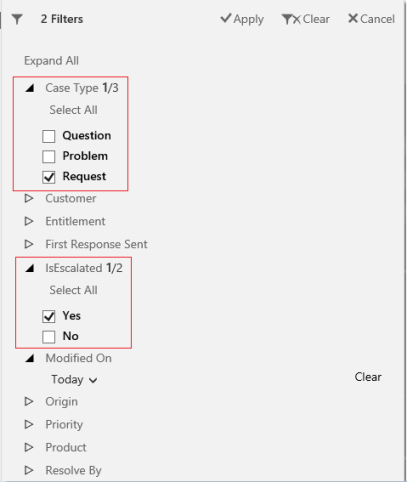 2 Filters Apply Clear Cancel
Expand All
Case Type 1/3
Select All
Question
Problem
Request
Customer
Entitlement
First Response Sent
IsEscalated 1/2
Select All
Yes
No
Modified On
Today Clear
Origin
Priority
Product
Resolve By